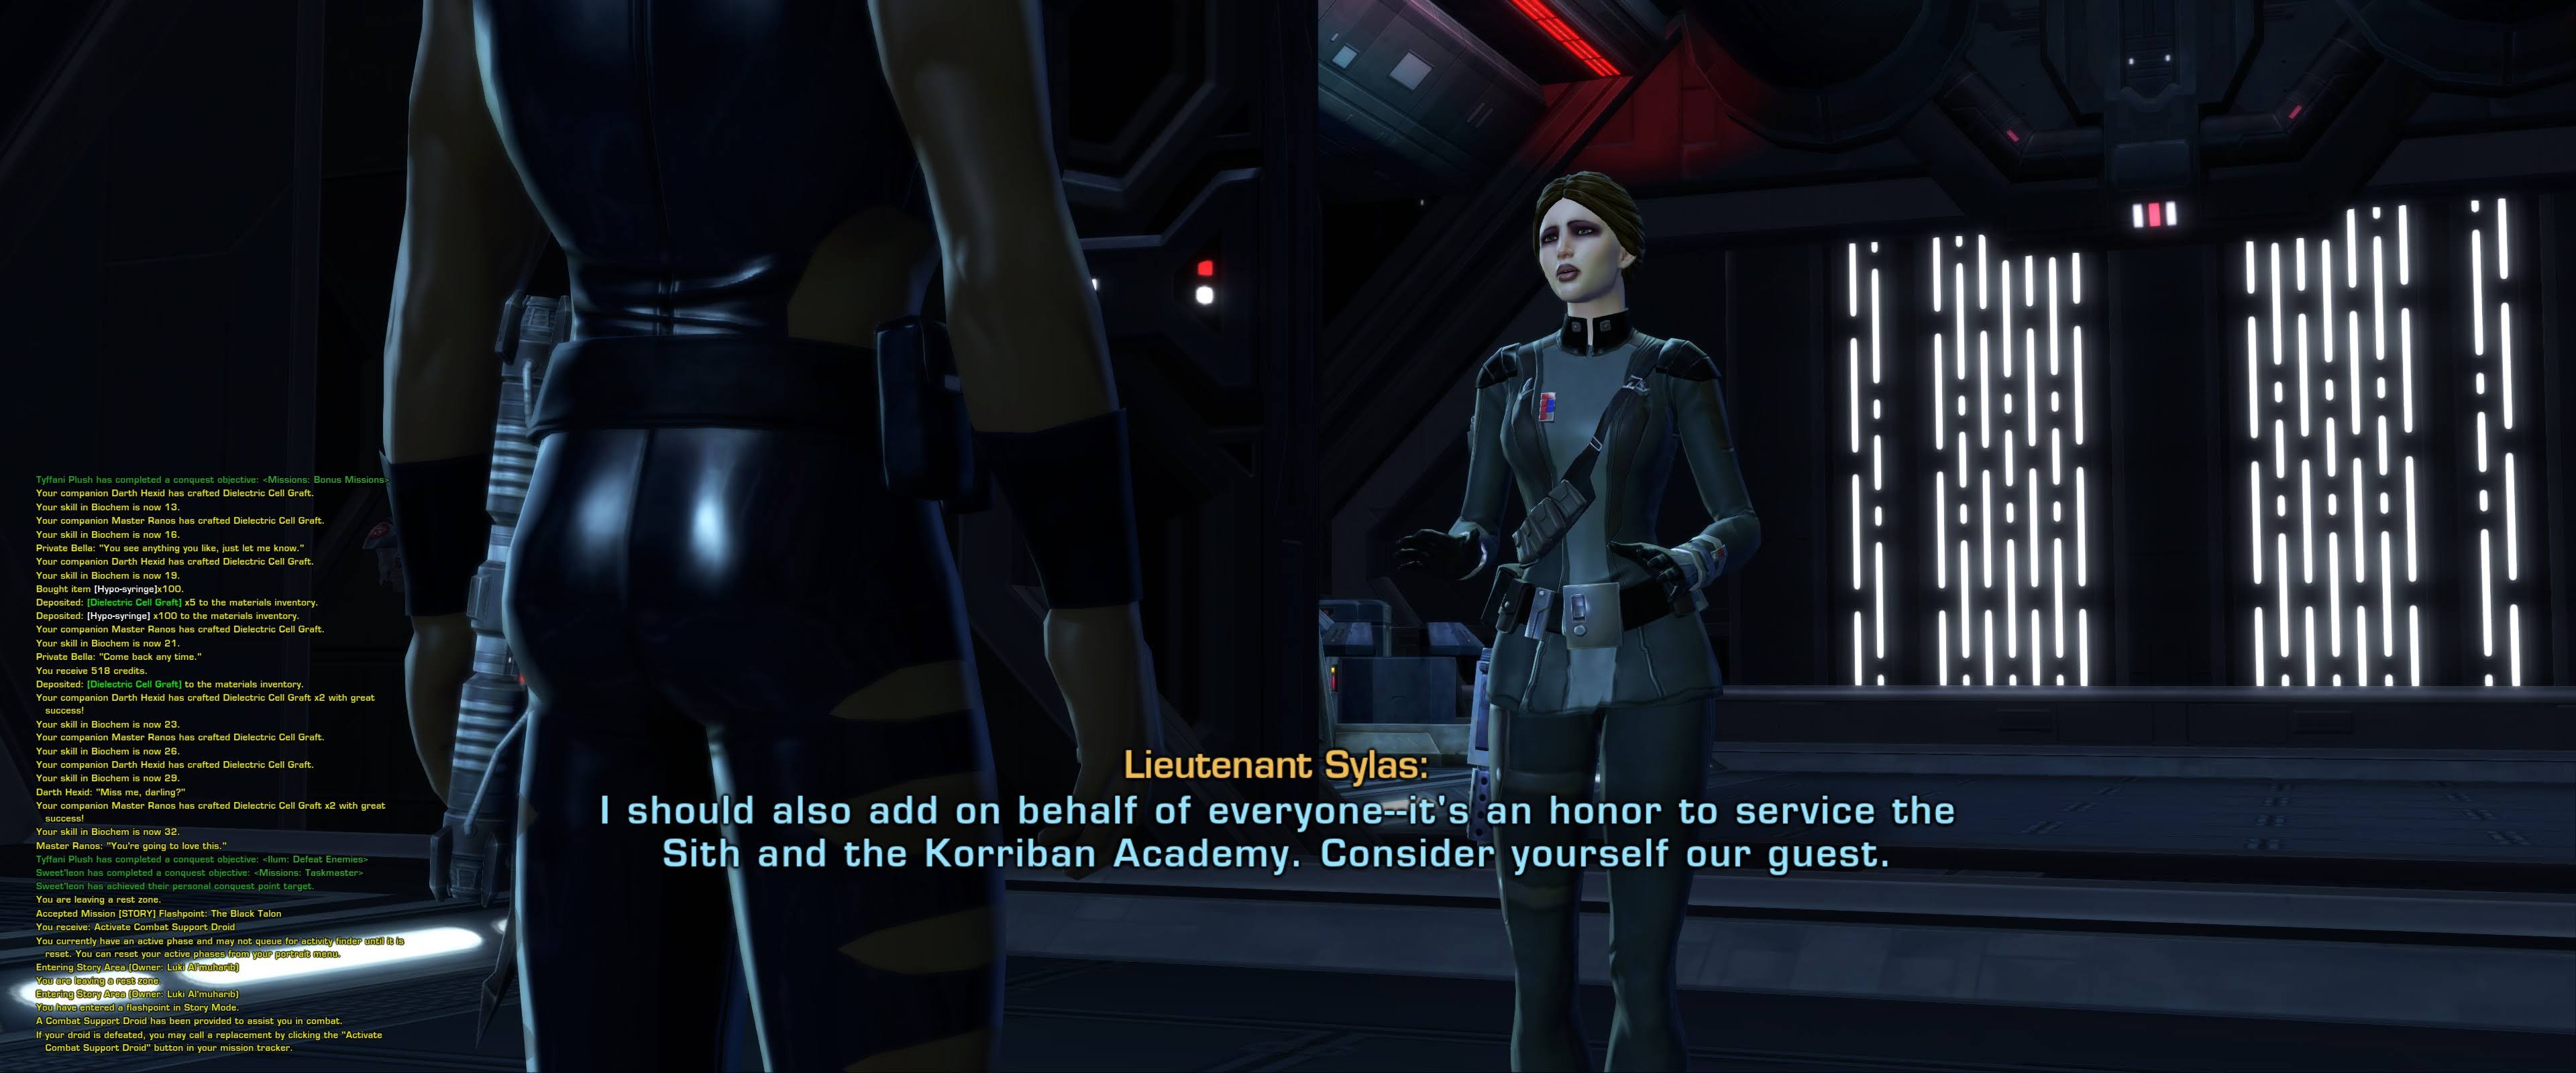 Tyffani Plush has completed a conquest objective: <Missions: Bonus Missions>
Your companion Darth Hexid has crafted Dielectric Cell Graft.
Your skill in Biochem is now 13.
Your companion Master Ranos has crafted Dielectric Cell Graft.
Your skill in Biochem is now 16.
Private Bella: "You see anything you like, just let me know."
Your companion Darth Hexid has crafted Dielectric Cell Graft.
Your skill in Biochem is now 19.
Bought item [Hypo-syringe]x100.
Deposited: [Dielectric Cell Graft] x5 to the materials inventory.
Deposited: [Hypo-syringe] x100 to the materials inventory.
Your companion Master Ranos has crafted Dielectric Cell Graft.
Your skill in Biochem is now 21.
Private Bella: "Come back any time."
You receive 518 credits.
Deposited: [Dielectric Cell Graft] to the materials inventory.
Your companion Darth Hexid has crafted Dielectric Cell Graft x2 with great
success!
Your skill in Biochem is now 23.
Your companion Master Ranos has crafted Dielectric Cell Graft.
Your skill in Biochem is now 26.
Your companion Darth Hexid has crafted Dielectric Cell Graft.
Your skill in Biochem is now 29.
Darth Hexid: "Miss me, darling?"
Your companion Master Ranos has crafted Dielectric Cell Graft x2 with great
success!
Your skill in Biochem is now 32.
Master Ranos: "You're going to love this."
Tyffani Plush has completed a conquest objective: <Ilum: Defeat Enemies>
Sweet'leon has completed a conquest objective: <Missions: Taskmaster>
Sweet'leon has achieved their personal conquest point target.
You are leaving a rest zone.
Accepted Mission [STORY] Flashpoint: The Black Talon
You receive: Activate Combat Support Droid
You currently have an active phase and may not queue for activity finder until it is
reset. You can reset your active phases from your portrait menu.
Entering Story Area (Owner: Luki Al'muharib)
You are leaving a rest zone.
Entering Story Area (Owner: Luki Al'muharib)
You have entered a flashpoint in Story Mode.
A Combat Support Droid has been provided to assist you in combat.
If your droid is defeated, you may call a replacement by clicking the "Activate
Combat Support Droid" button in your mission tracker.
Lieutenant Sylas:
I should also add on behalf of everyone--it's an honor to service the
Sith and the Korriban Academy. Consider yourself our guest.